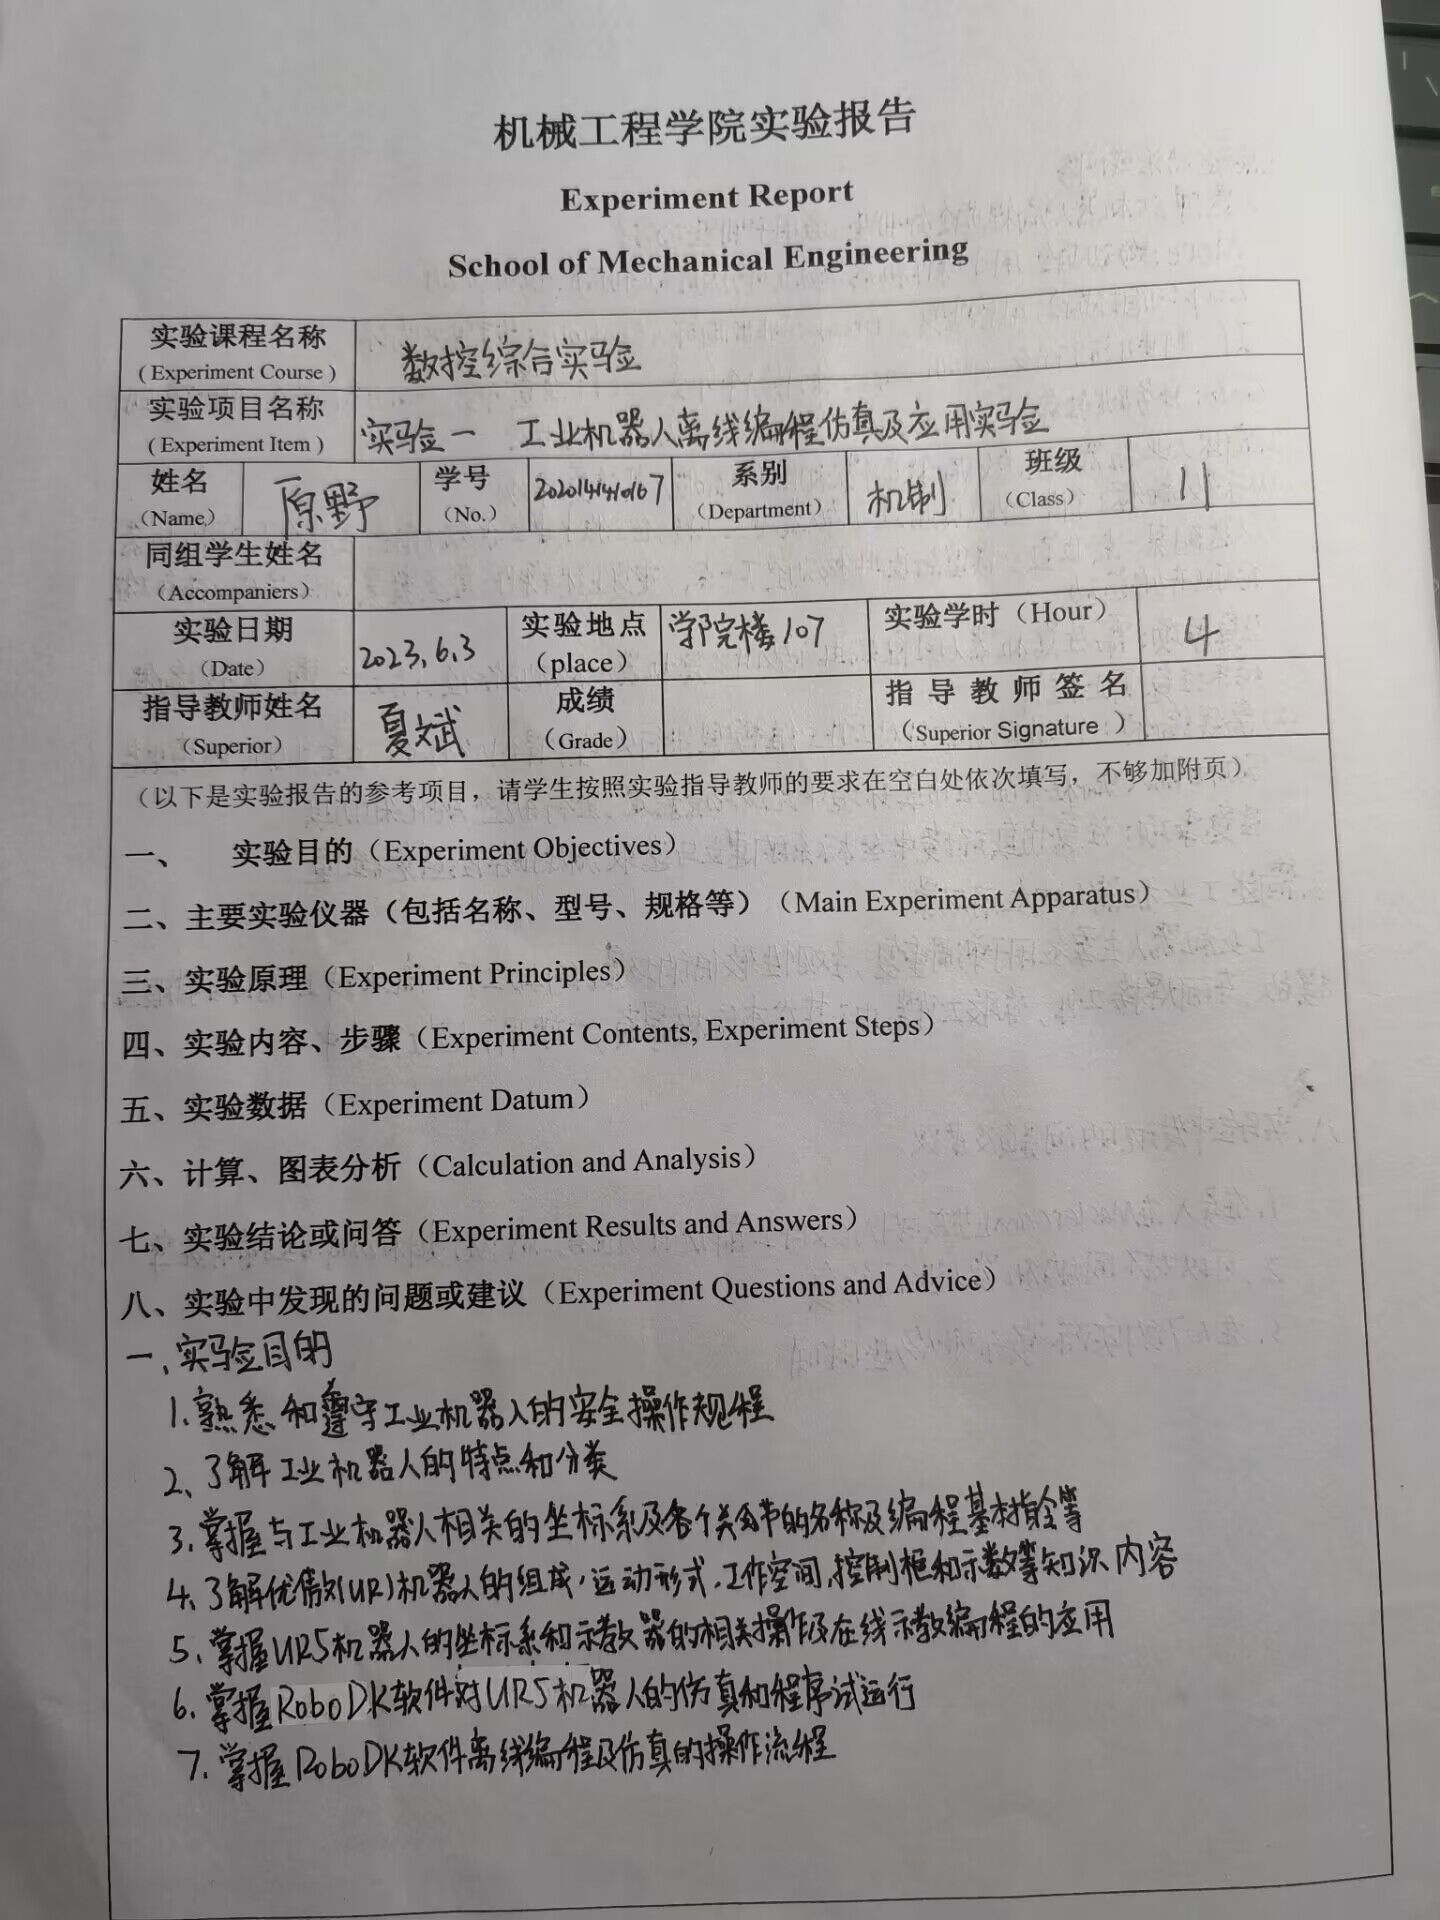 机械工程学院实验报告
Experiment Report
School of Mechanical Engineering
实验课程名称
(Experiment Course)
数控综合实验
实验项目名称
(Experiment Item)
实验一 工业机器人离线编程仿真及应用实验
姓名
(Name)
原野
学号
(No.)
202014140167
系别
(Department)
机制
班级
(Class)
11
同组学生姓名
(Accompaniers)
实验日期
(Date)
2023.6.3
实验地点
(place)
学院楼107
实验学时(Hour)
4
指导教师姓名
(Superior)
夏斌
成绩
(Grade)
指导教师签名
(Superior Signature )
(以下是实验报告的参考项目,请学生按照实验指导教师的要求在空白处依次填写,不够加附页)
一、 实验目的(Experiment Objectives)
二、主要实验仪器(包括名称、型号、规格等)(Main Experiment Apparatus)
三、实验原理(Experiment Principles)
四、实验内容、步骤(Experiment Contents, Experiment Steps)
五、实验数据(Experiment Datum)
六、计算、图表分析(Calculation and Analysis)
七、实验结论或问答(Experiment Results and Answers)
八、实验中发现的问题或建议(Experiment Questions and Advice)
一、实验目的
1.熟悉和遵守工业机器人的安全操作规程
2、了解工业机器人的特点和分类
3、掌握与工业机器人相关的坐标系及各个关节的名称及编程基本指令等
4、了解优傲(UR)机器人的组成,运动形式,工作空间,控制柜和示教等知识内容
5、掌握UR5机器人的坐标系和示教器的相关操作及在线示教编程的应用
6、掌握RoboDK软件对UR5机器人的仿真和程序试运行
7、掌握RoboDK软件离线编程及仿真的操作流程